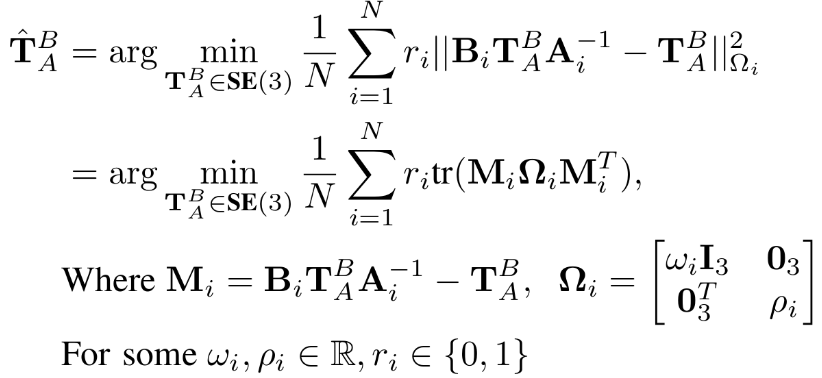 $\hat{\mathbf{T}}_A^B = \arg \min_{\mathbf{T}_A^B \in \mathbf{SE}(3)} \frac{1}{N} \sum_{i=1}^{N} r_i ||\mathbf{B}_i \mathbf{T}_A^B \mathbf{A}_i^{-1} - \mathbf{T}_A^B||_{\Omega_i}^2$
$= \arg \min_{\mathbf{T}_A^B \in \mathbf{SE}(3)} \frac{1}{N} \sum_{i=1}^{N} r_i \text{tr}(\mathbf{M}_i \mathbf{\Omega}_i \mathbf{M}_i^T),$
Where $\mathbf{M}_i = \mathbf{B}_i \mathbf{T}_A^B \mathbf{A}_i^{-1} - \mathbf{T}_A^B, \ \ \mathbf{\Omega}_i = \begin{bmatrix} \omega_i \mathbf{I}_3 & \mathbf{0}_3 \\ \mathbf{0}_3^T & \rho_i \end{bmatrix}$
For some $\omega_i, \rho_i \in \mathbb{R}, r_i \in \{0, 1\}$